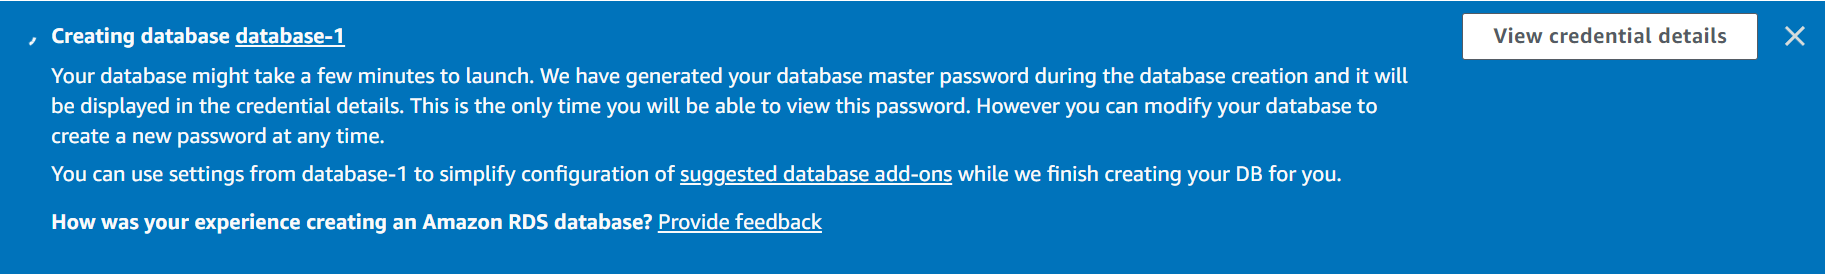 Creating database database-1
View credential details
Your database might take a few minutes to launch. We have generated your database master password during the database creation and it will
be displayed in the credential details. This is the only time you will be able to view this password. However you can modify your database to
create a new password at any time.
You can use settings from database-1 to simplify configuration of suggested database add-ons while we finish creating your DB for you.
How was your experience creating an Amazon RDS database? Provide feedback